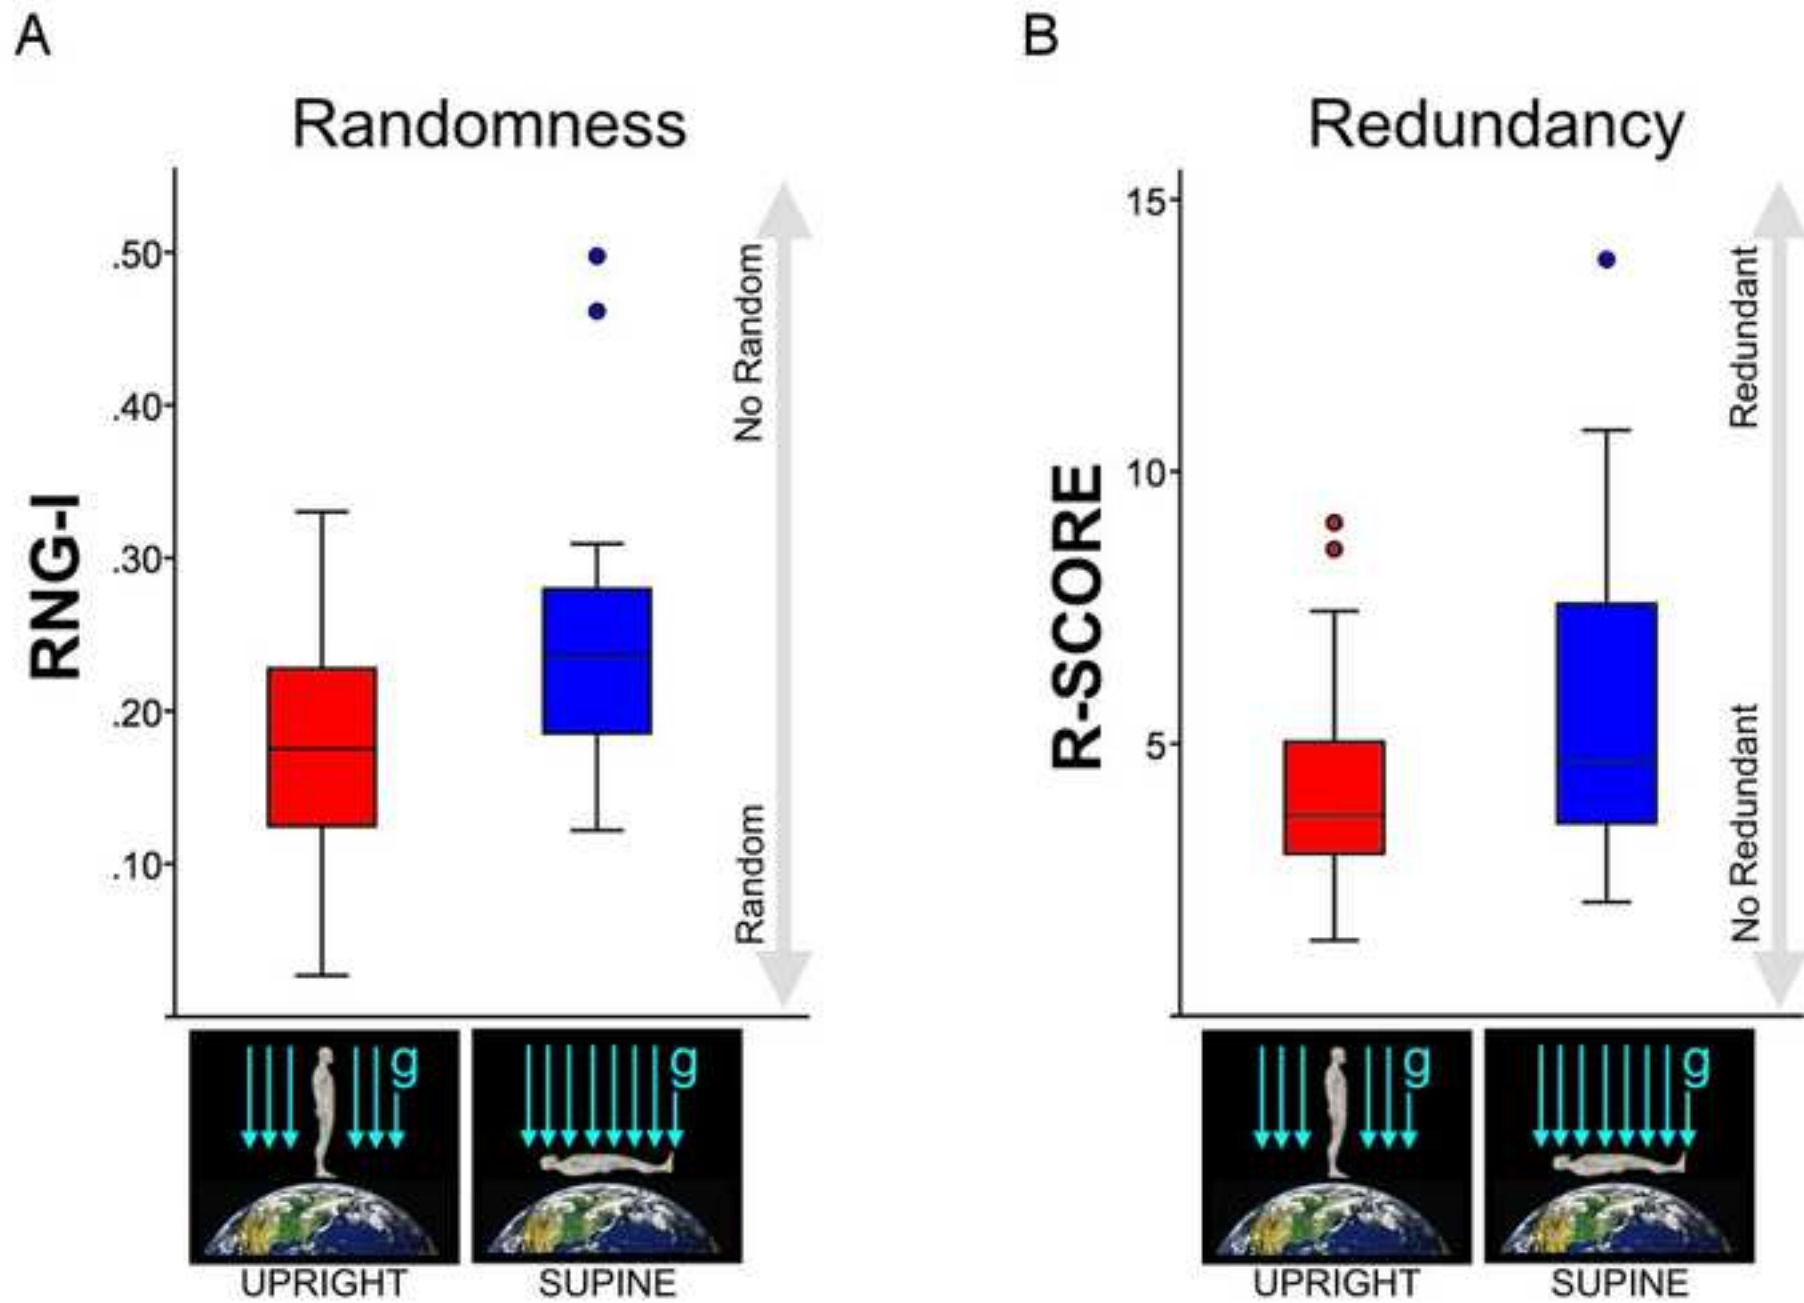 A
Randomness
RNG-I
.50
.40
.30
.20
.10
No Random
Random
g
g
UPRIGHT
SUPINE
B
Redundancy
R-SCORE
15
10
5
Redundant
No Redundant
g
g
UPRIGHT
SUPINE